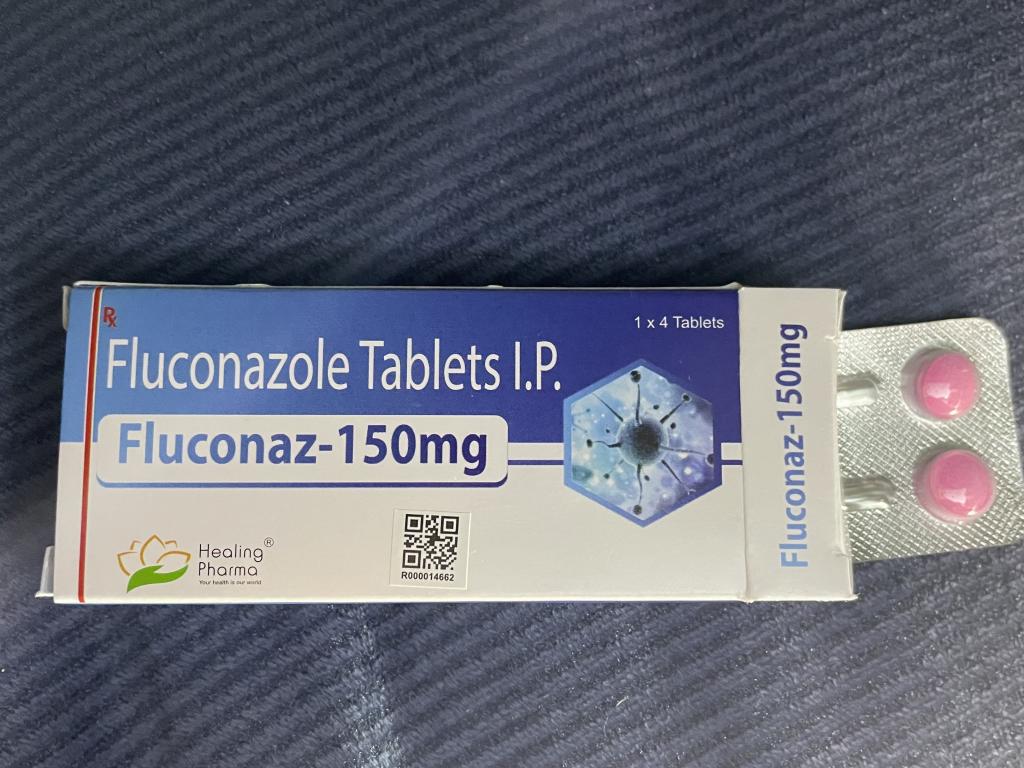 Rx
1 x 4 Tablets
Fluconazole Tablets I.P.
Fluconaz-150mg
Healing®
Pharma
Your health is our world
R000014662
Fluconaz-150mg